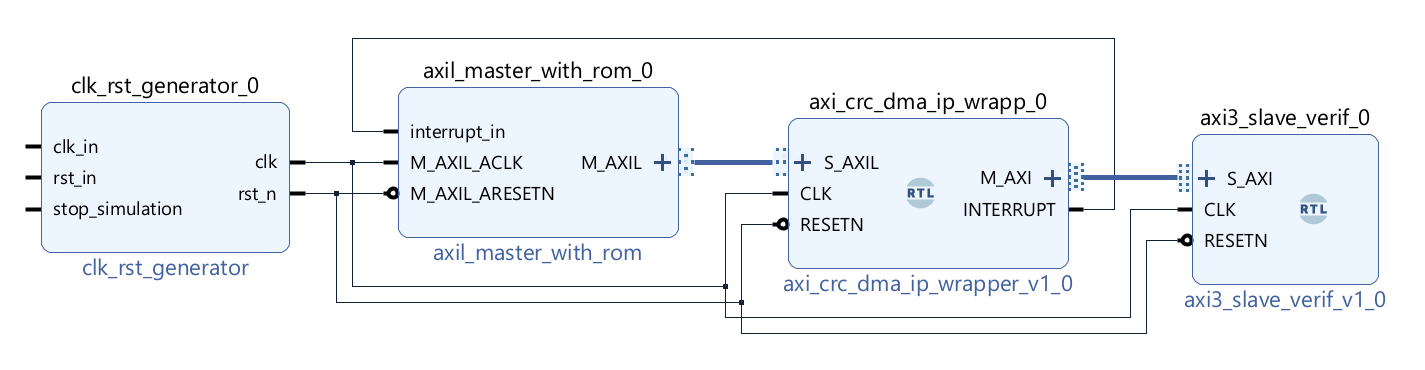 clk_rst_generator_0
clk_in
rst_in
stop_simulation
clk
rst_n
clk_rst_generator
axil_master_with_rom_0
interrupt_in
M_AXIL_ACLK
M_AXIL_ARESETN
M_AXIL
axil_master_with_rom
axi_crc_dma_ip_wrapp_0
S_AXIL
CLK
RESETN
RTL
M_AXI
INTERRUPT
axi_crc_dma_ip_wrapper_v1_0
axi3_slave_verif_0
S_AXI
CLK
RESETN
RTL
axi3_slave_verif_v1_0